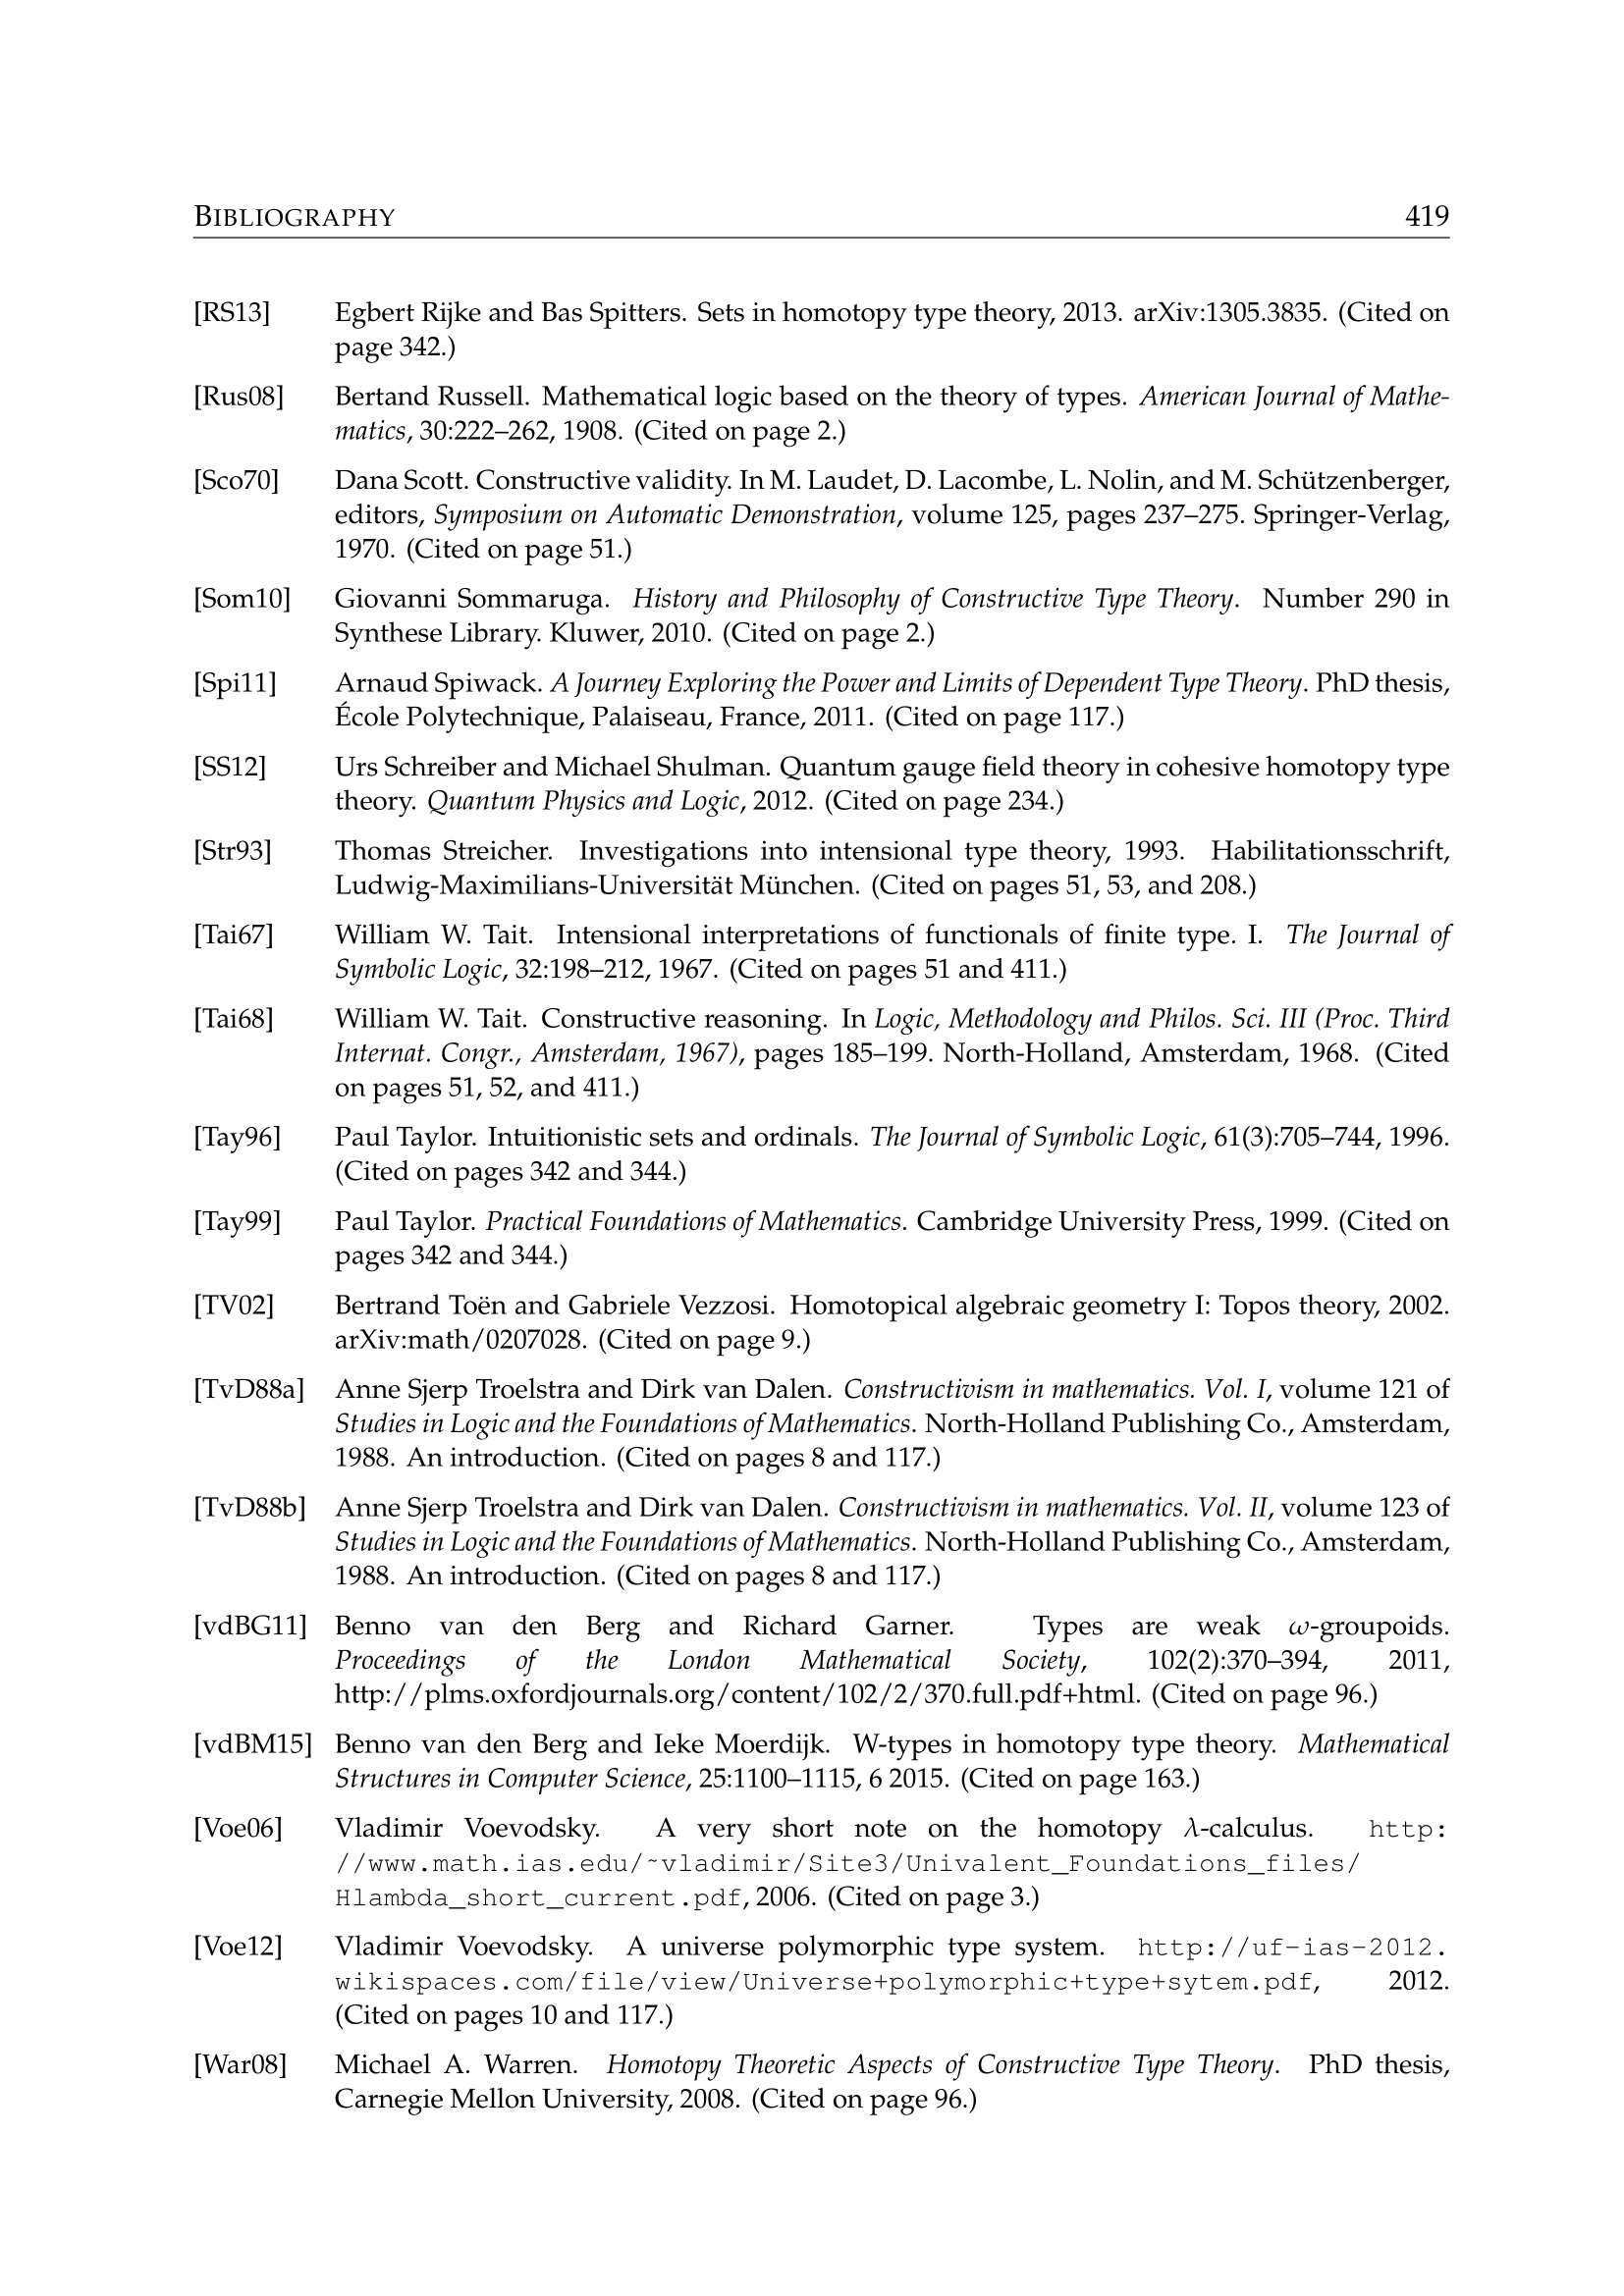 BIBLIOGRAPHY 419
[RS13] Egbert Rijke and Bas Spitters. Sets in homotopy type theory, 2013. arXiv:1305.3835. (Cited on
page 342.)
[Rus08] Bertand Russell. Mathematical logic based on the theory of types. American Journal of Mathe-
matics, 30:222–262, 1908. (Cited on page 2.)
[Sco70] Dana Scott. Constructive validity. In M. Laudet, D. Lacombe, L. Nolin, and M. Schützenberger,
editors, Symposium on Automatic Demonstration, volume 125, pages 237–275. Springer-Verlag,
1970. (Cited on page 51.)
[Som10] Giovanni Sommaruga. History and Philosophy of Constructive Type Theory. Number 290 in
Synthese Library. Kluwer, 2010. (Cited on page 2.)
[Spi11] Arnaud Spiwack. A Journey Exploring the Power and Limits of Dependent Type Theory. PhD thesis,
École Polytechnique, Palaiseau, France, 2011. (Cited on page 117.)
[SS12] Urs Schreiber and Michael Shulman. Quantum gauge field theory in cohesive homotopy type
theory. Quantum Physics and Logic, 2012. (Cited on page 234.)
[Str93] Thomas Streicher. Investigations into intensional type theory, 1993. Habilitationsschrift,
Ludwig-Maximilians-Universität München. (Cited on pages 51, 53, and 208.)
[Tai67] William W. Tait. Intensional interpretations of functionals of finite type. I. The Journal of
Symbolic Logic, 32:198–212, 1967. (Cited on pages 51 and 411.)
[Tai68] William W. Tait. Constructive reasoning. In Logic, Methodology and Philos. Sci. III (Proc. Third
Internat. Congr., Amsterdam, 1967), pages 185–199. North-Holland, Amsterdam, 1968. (Cited
on pages 51, 52, and 411.)
[Tay96] Paul Taylor. Intuitionistic sets and ordinals. The Journal of Symbolic Logic, 61(3):705–744, 1996.
(Cited on pages 342 and 344.)
[Tay99] Paul Taylor. Practical Foundations of Mathematics. Cambridge University Press, 1999. (Cited on
pages 342 and 344.)
[TV02] Bertrand Toën and Gabriele Vezzosi. Homotopical algebraic geometry I: Topos theory, 2002.
arXiv:math/0207028. (Cited on page 9.)
[TvD88a] Anne Sjerp Troelstra and Dirk van Dalen. Constructivism in mathematics. Vol. I, volume 121 of
Studies in Logic and the Foundations of Mathematics. North-Holland Publishing Co., Amsterdam,
1988. An introduction. (Cited on pages 8 and 117.)
[TvD88b] Anne Sjerp Troelstra and Dirk van Dalen. Constructivism in mathematics. Vol. II, volume 123 of
Studies in Logic and the Foundations of Mathematics. North-Holland Publishing Co., Amsterdam,
1988. An introduction. (Cited on pages 8 and 117.)
[vdBG11] Benno van den Berg and Richard Garner. Types are weak ω-groupoids.
Proceedings of the London Mathematical Society, 102(2):370–394, 2011,
http://plms.oxfordjournals.org/content/102/2/370.full.pdf+html. (Cited on page 96.)
[vdBM15] Benno van den Berg and Ieke Moerdijk. W-types in homotopy type theory. Mathematical
Structures in Computer Science, 25:1100–1115, 6 2015. (Cited on page 163.)
[Voe06] Vladimir Voevodsky. A very short note on the homotopy λ-calculus. http:
//www.math.ias.edu/~vladimir/Site3/Univalent_Foundations_files/
Hlambda_short_current.pdf, 2006. (Cited on page 3.)
[Voe12] Vladimir Voevodsky. A universe polymorphic type system. http://uf-ias-2012.
wikispaces.com/file/view/Universe+polymorphic+type+sytem.pdf, 2012.
(Cited on pages 10 and 117.)
[War08] Michael A. Warren. Homotopy Theoretic Aspects of Constructive Type Theory. PhD thesis,
Carnegie Mellon University, 2008. (Cited on page 96.)